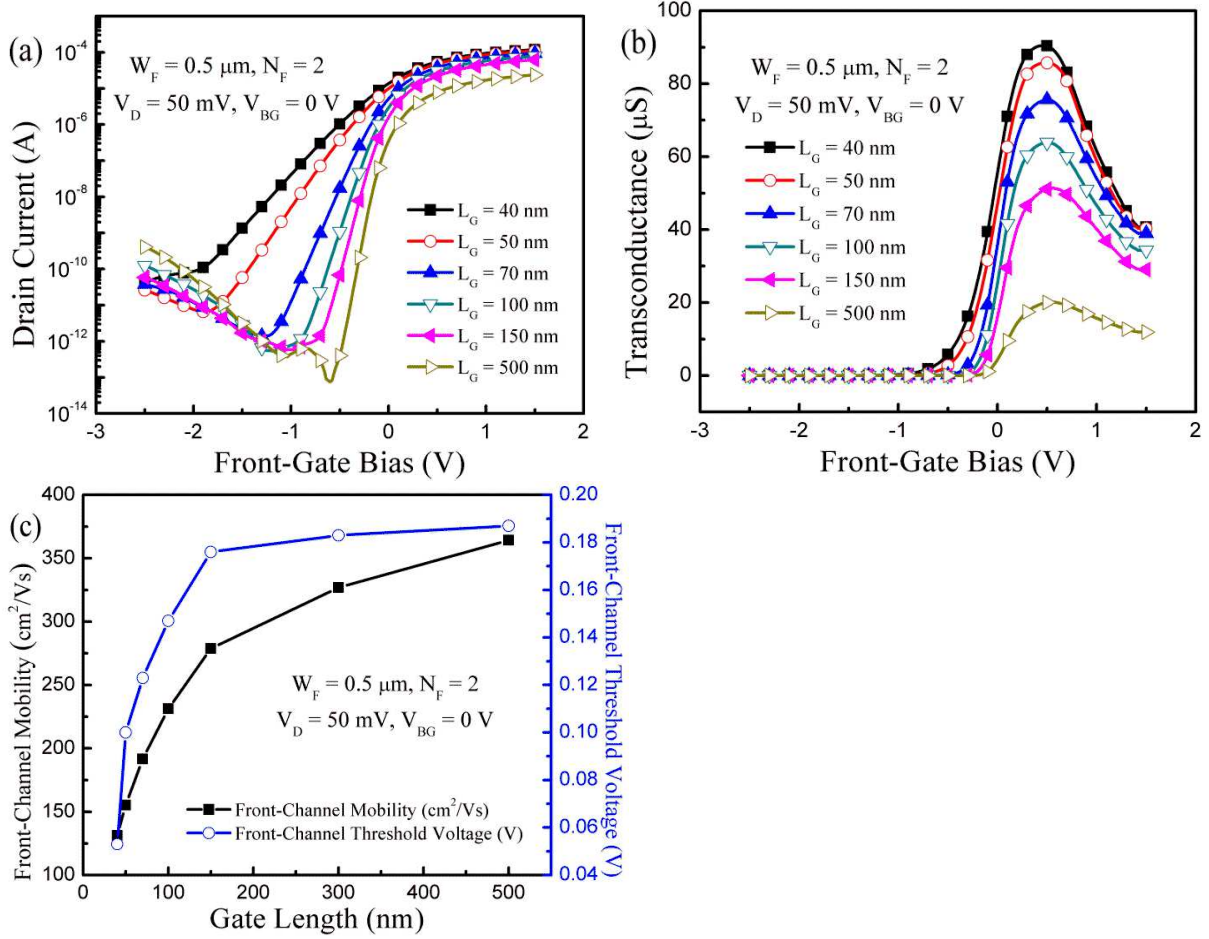 (a)
W_F = 0.5 μm, N_F = 2
V_D = 50 mV, V_BG = 0 V
L_G = 40 nm
L_G = 50 nm
L_G = 70 nm
L_G = 100 nm
L_G = 150 nm
L_G = 500 nm
Drain Current (A)
10^-4
10^-6
10^-8
10^-10
10^-12
10^-14
-3 -2 -1 0 1 2
Front-Gate Bias (V)
(b)
W_F = 0.5 μm, N_F = 2
V_D = 50 mV, V_BG = 0 V
L_G = 40 nm
L_G = 50 nm
L_G = 70 nm
L_G = 100 nm
L_G = 150 nm
L_G = 500 nm
Transconductance (μS)
100
80
60
40
20
0
-3 -2 -1 0 1 2
Front-Gate Bias (V)
(c)
W_F = 0.5 μm, N_F = 2
V_D = 50 mV, V_BG = 0 V
Front-Channel Mobility (cm^2/Vs)
Front-Channel Threshold Voltage (V)
Front-Channel Mobility (cm^2/Vs)
400
350
300
250
200
150
100
0 100 200 300 400 500
Gate Length (nm)
0.20
0.18
0.16
0.14
0.12
0.10
0.08
0.06
0.04
Front-Channel Threshold Voltage (V)